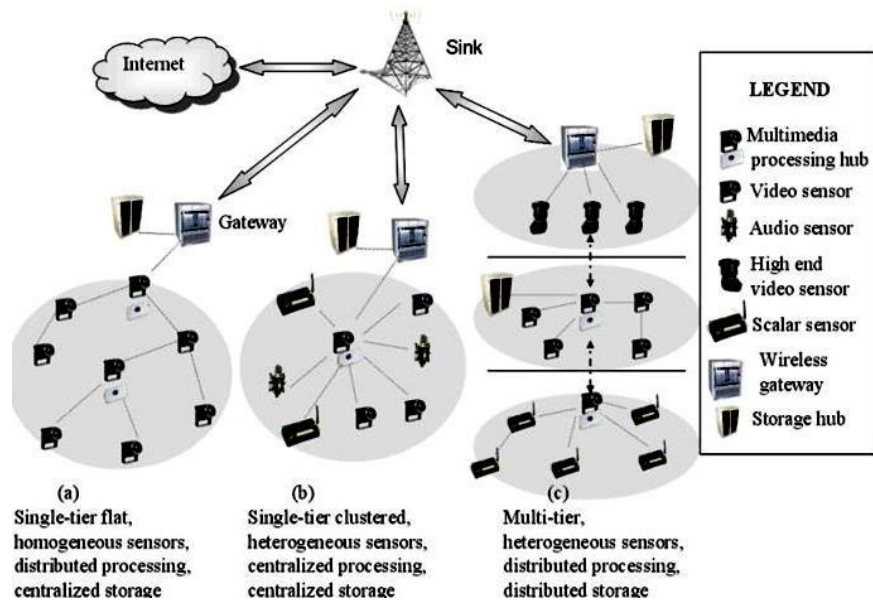 Internet
Sink
Gateway
LEGEND
Multimedia
processing hub
Video sensor
Audio sensor
High end
video sensor
Scalar sensor
Wireless
gateway
Storage hub
(a)
Single-tier flat,
homogeneous sensors,
distributed processing,
centralized storage
(b)
Single-tier clustered,
heterogeneous sensors,
centralized processing,
centralized storage
(c)
Multi-tier,
heterogeneous sensors,
distributed processing,
distributed storage